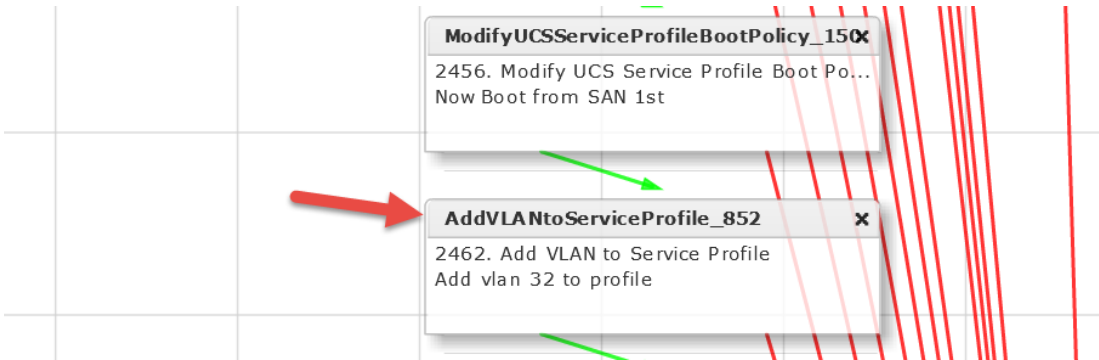 ModifyUCSServiceProfileBootPolicy_150
2456. Modify UCS Service Profile Boot Po...
Now Boot from SAN 1st
AddVLANtoServiceProfile_852
2462. Add VLAN to Service Profile
Add vlan 32 to profile